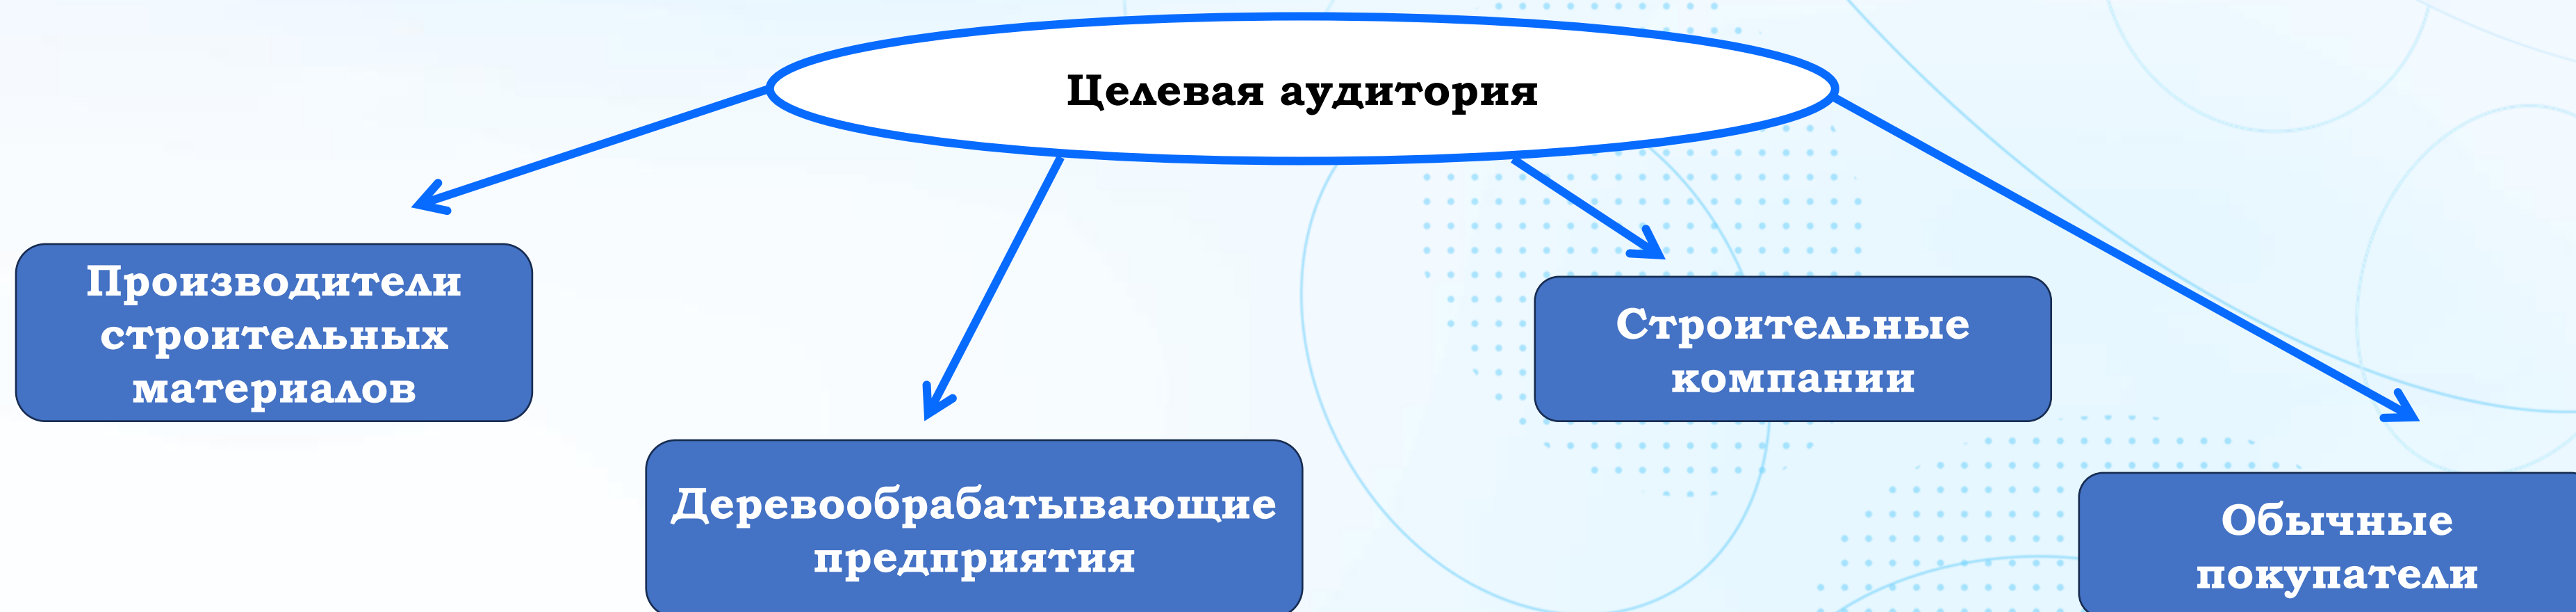 Целевая аудитория
Производители
строительных
материалов
Деревообрабатывающие
предприятия
Строительные
компании
Обычные
покупатели